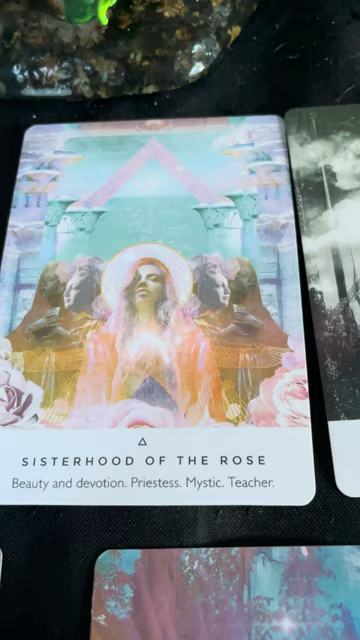 SISTERHOOD OF THE ROSE
Beauty and devotion. Priestess. Mystic. Teacher.